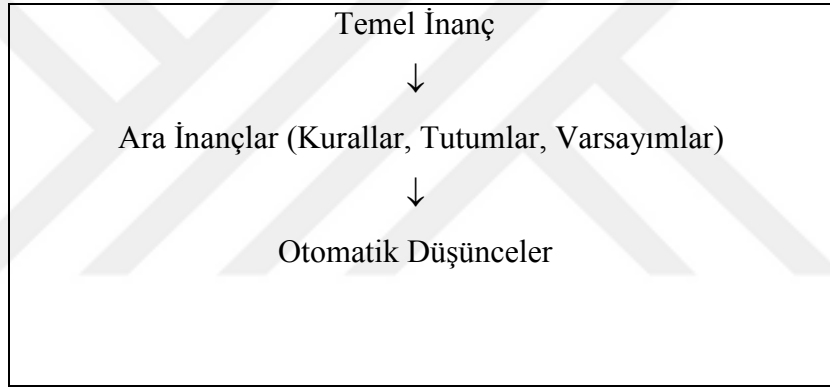 Temel İnanç
↓
Ara İnançlar (Kurallar, Tutumlar, Varsayımlar)
↓
Otomatik Düşünceler